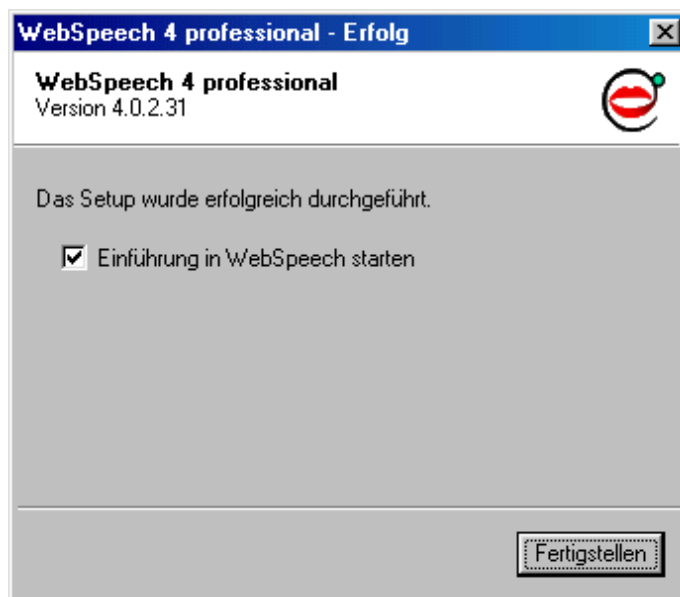 WebSpeech 4 professional - Erfolg
WebSpeech 4 professional
Version 4.0.2.31
Das Setup wurde erfolgreich durchgeführt.
Einführung in WebSpeech starten
Fertigstellen